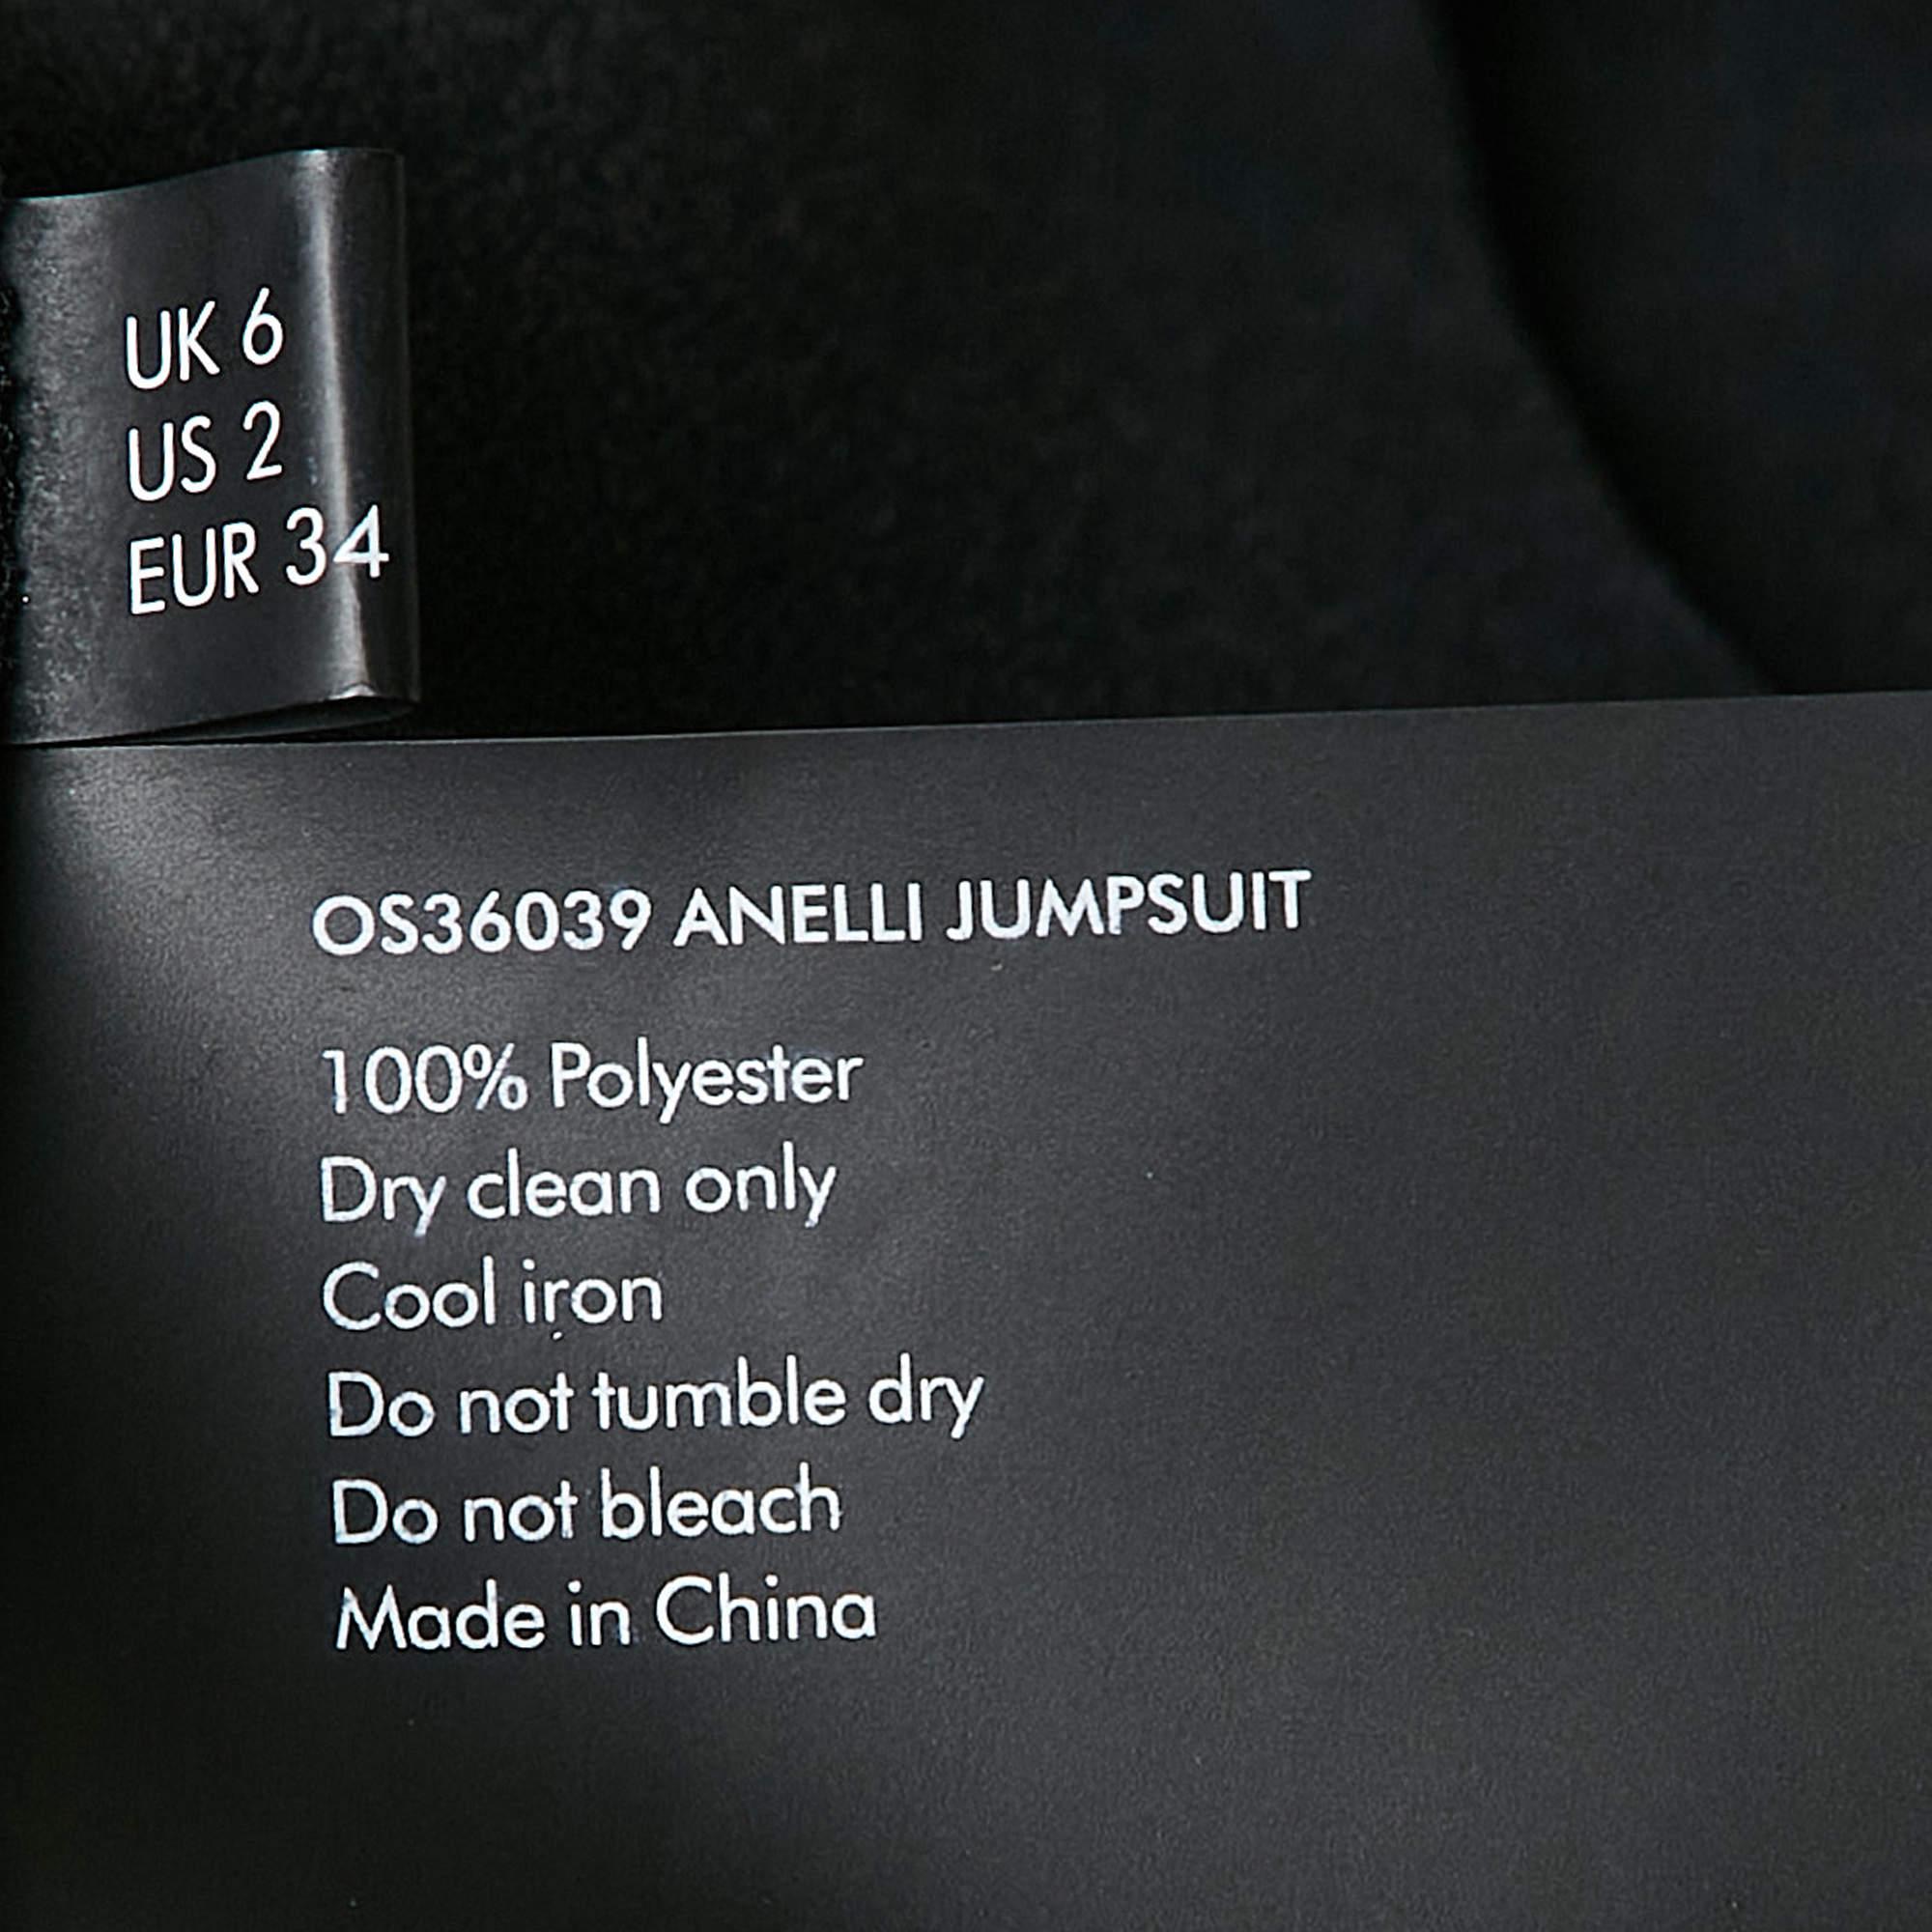 UK 6
US 2
EUR 34
OS36039 ANELLI JUMPSUIT
100% Polyester
Dry clean only
Cool iron
Do not tumble dry
Do not bleach
Made in China